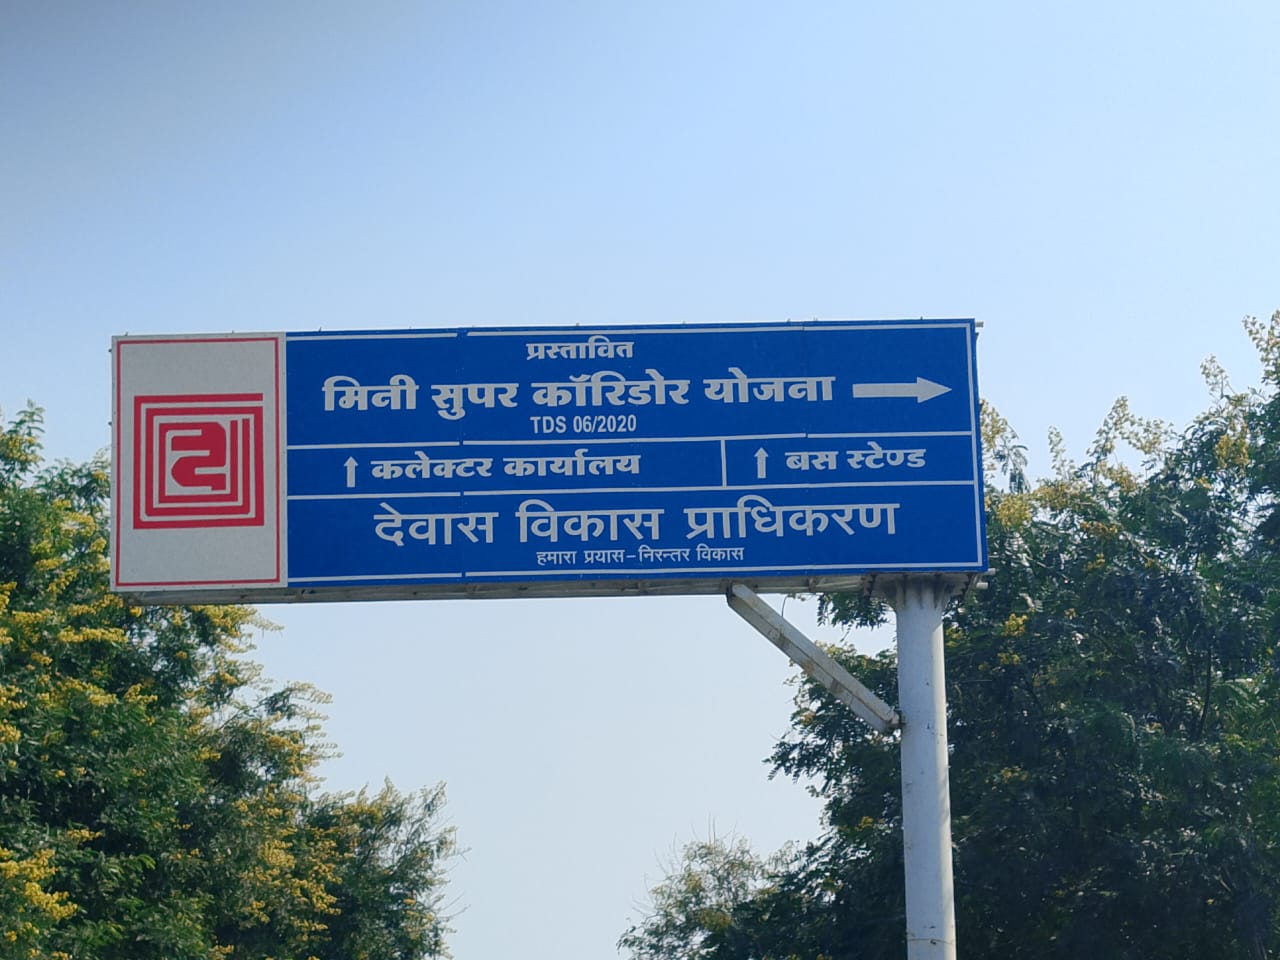 प्रस्तावित
मिनी सुपर कॉरिडोर योजना
TDS 06/2020
कलेक्टर कार्यालय
बस स्टेण्ड
देवास विकास प्राधिकरण
हमारा प्रयास-निरन्तर विकास